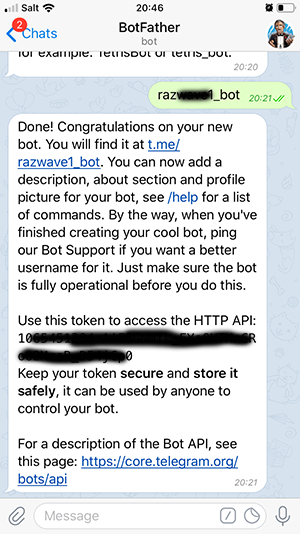 Salt
20:46
2
Chats
BotFather
bot
for example: TetrisBot or tetris_bot.
20:20
1_bot
20:21
Done! Congratulations on your new
bot. You will find it at t.me/
razwave1_bot. You can now add a
description, about section and profile
picture for your bot, see /help for a list
of commands. By the way, when you've
finished creating your cool bot, ping
our Bot Support if you want a better
username for it. Just make sure the bot
is fully operational before you do this.
Use this token to access the HTTP API:
Keep your token secure and store it
safely, it can be used by anyone to
control your bot.
For a description of the Bot API, see
this page: https://core.telegram.org/
bots/api
20:21
Message